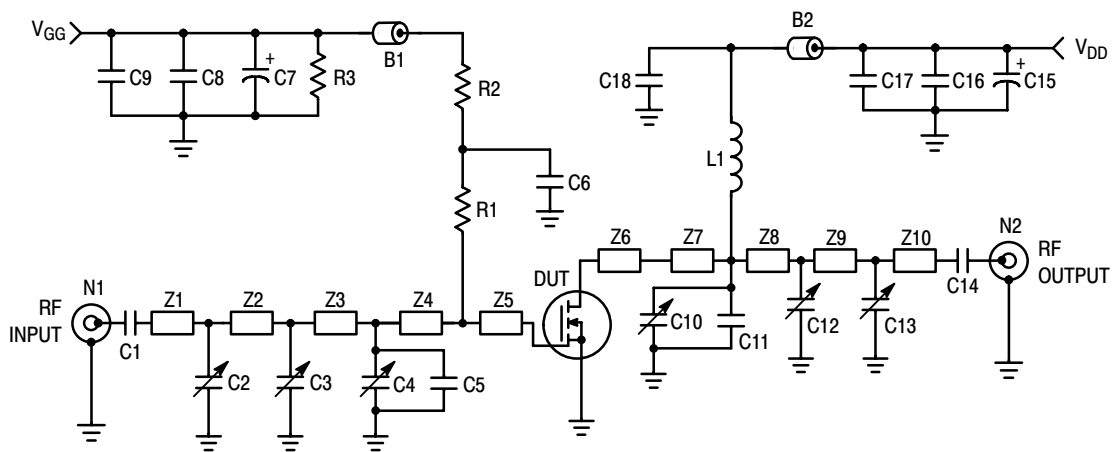 V_GG
C9
C8
+
C7
R3
B1
R2
C6
R1
B2
V_DD
C18
C17
C16
+
C15
L1
N1
RF
INPUT
C1
Z1
Z2
Z3
Z4
Z5
C2
C3
C4
C5
DUT
Z6
Z7
Z8
Z9
Z10
C10
C11
C12
C13
C14
N2
RF
OUTPUT